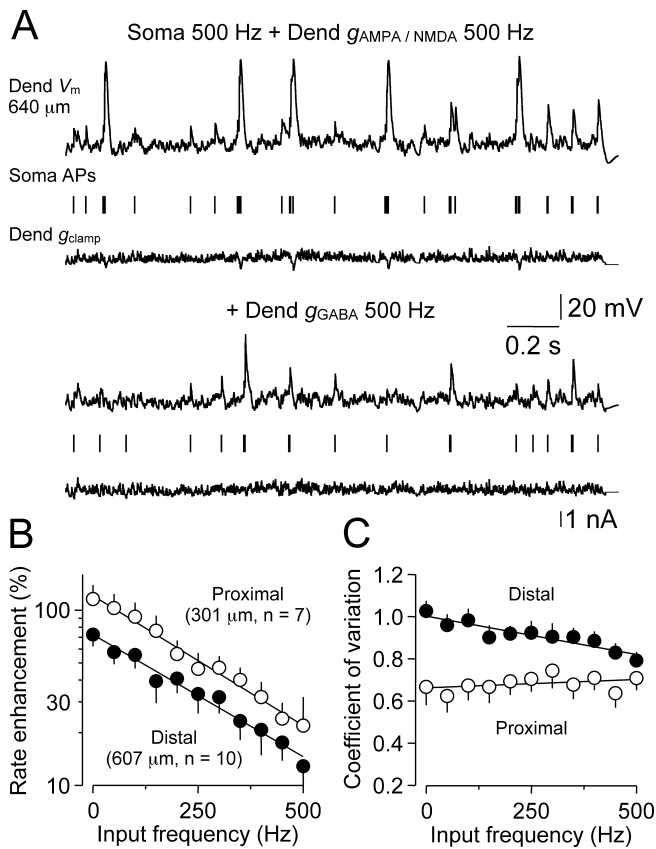 A
Soma 500 Hz + Dend gAMPA / NMDA 500 Hz
Dend Vm
640 μm
Soma APs
Dend gclamp
+ Dend gGABA 500 Hz
20 mV
0.2 s
1 nA
B
Rate enhancement (%)
100
30
10
Proximal
(301 μm, n = 7)
Distal
(607 μm, n = 10)
0
250
500
Input frequency (Hz)
C
Coefficient of variation
1.2
1.0
0.8
0.6
0.4
0.2
Distal
Proximal
0
250
500
Input frequency (Hz)